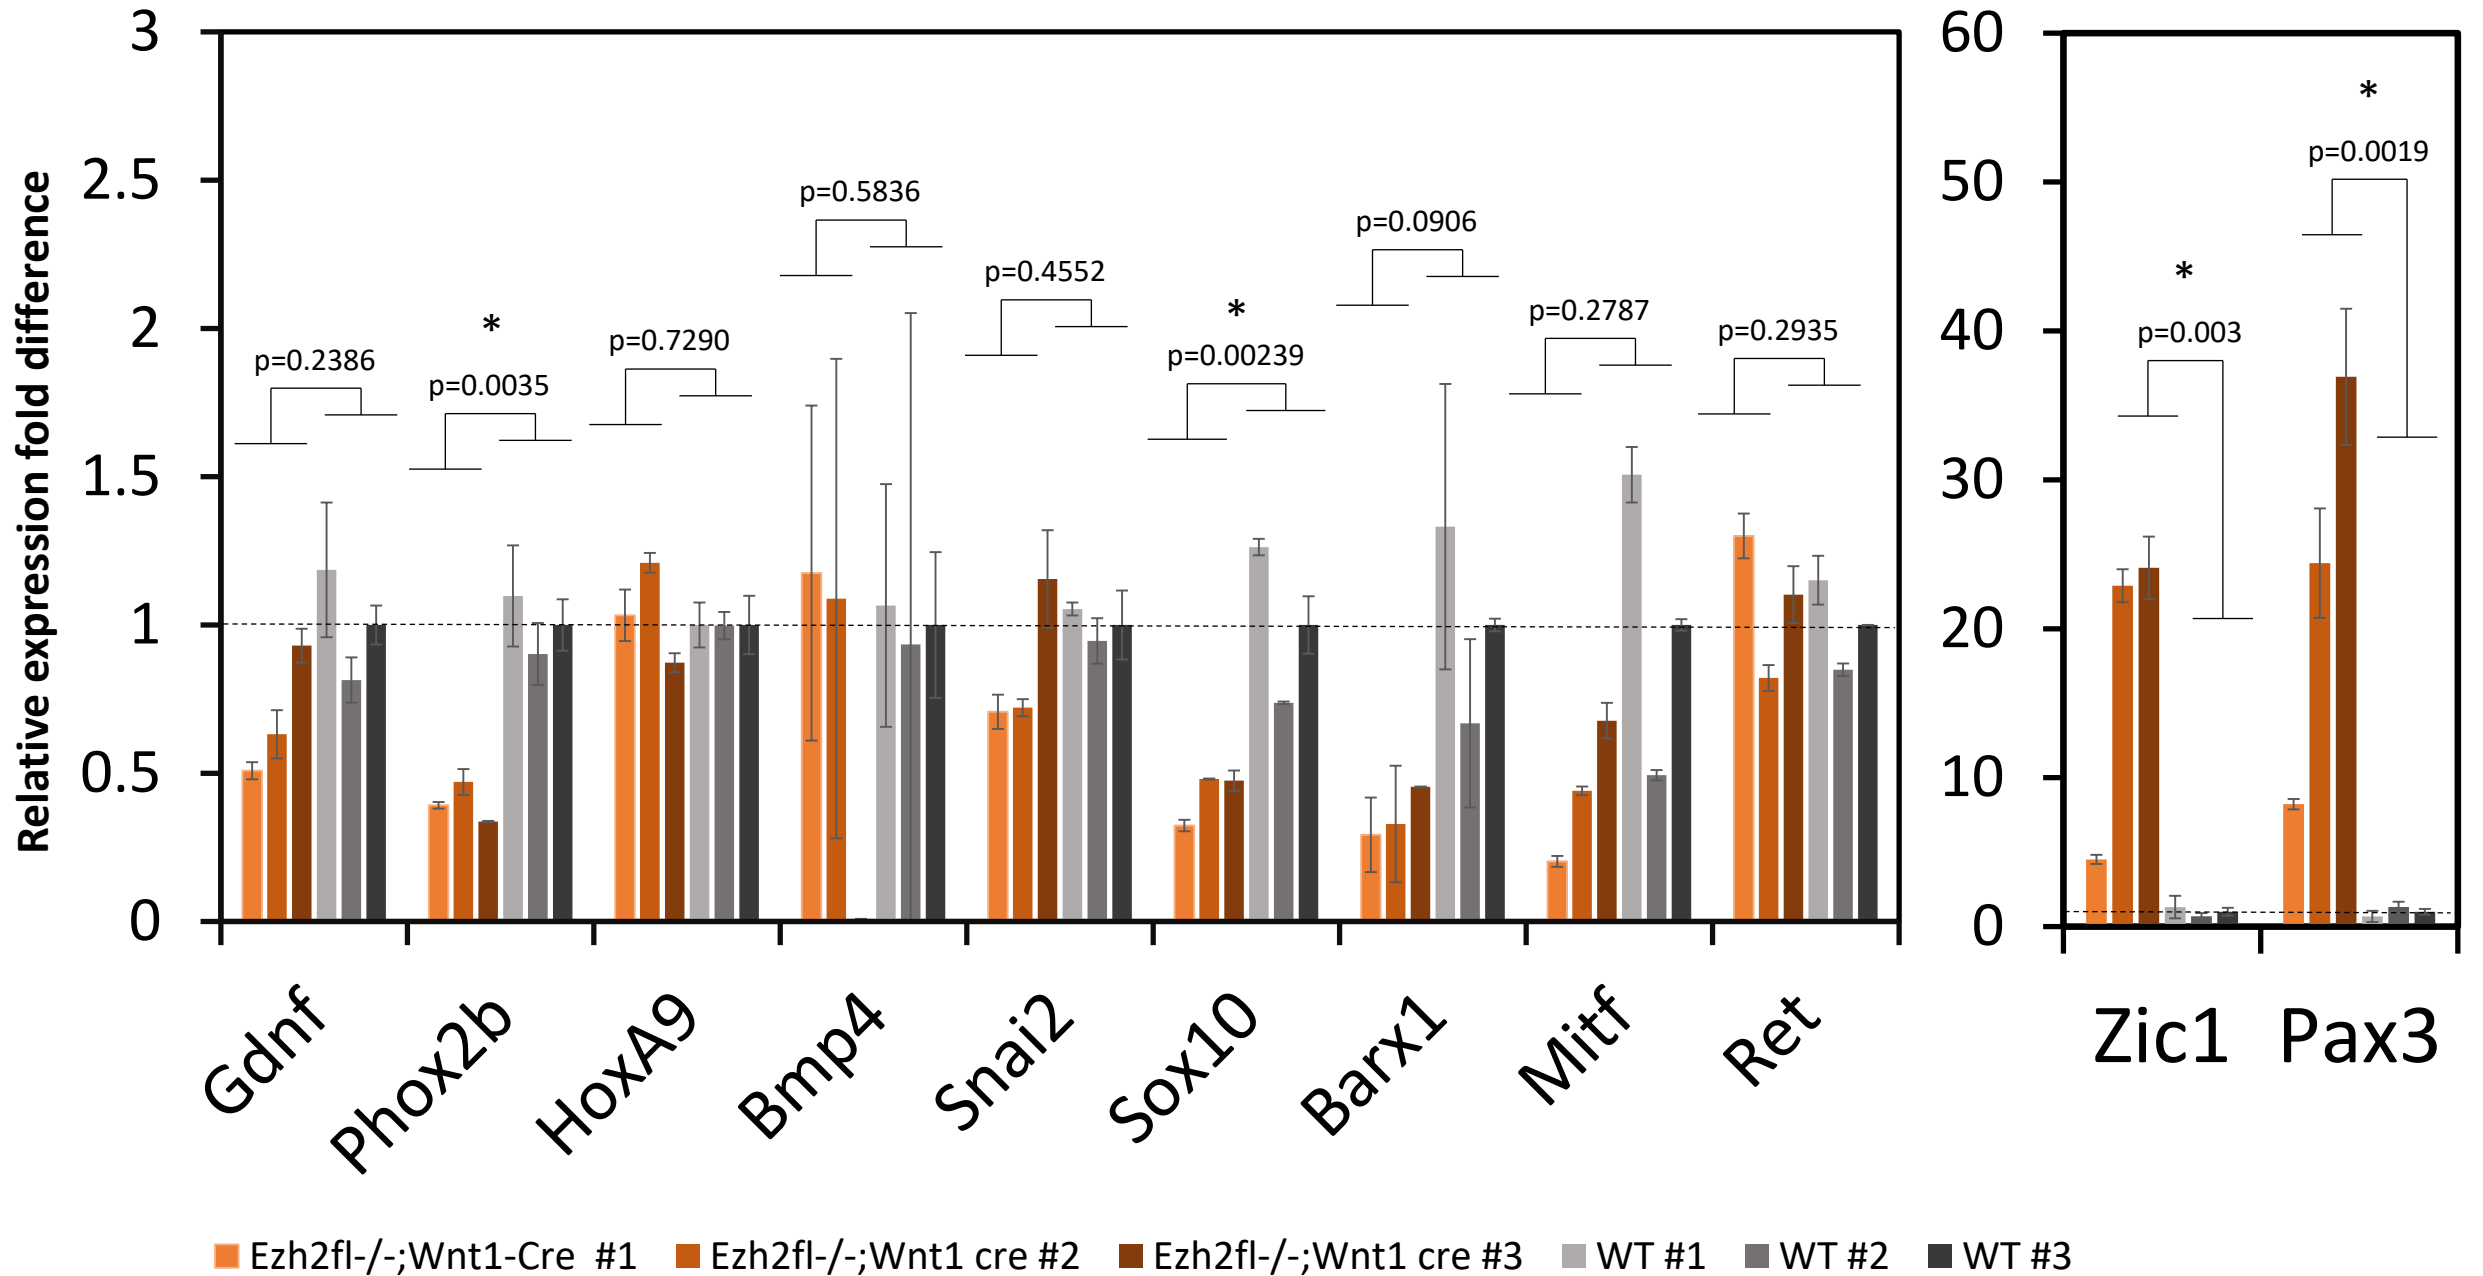 Relative expression fold difference
3
2.5
2
1.5
1
0.5
0
p=0.2386
*
p=0.0035
p=0.7290
p=0.5836
p=0.4552
*
p=0.00239
p=0.0906
p=0.2787
p=0.2935
Gdnf
Phox2b
HoxA9
Bmp4
Snai2
Sox10
Barx1
Mitf
Ret
60
50
40
30
20
10
0
*
p=0.003
*
p=0.0019
Zic1
Pax3
Ezh2fl-/-;Wnt1-Cre #1
Ezh2fl-/-;Wnt1 cre #2
Ezh2fl-/-;Wnt1 cre #3
WT #1
WT #2
WT #3